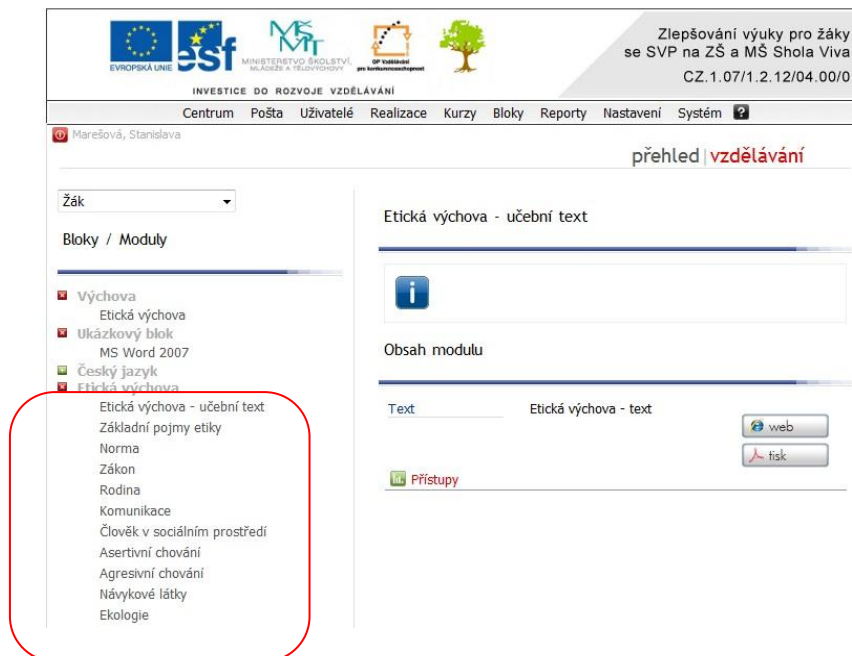 Zlepšování výuky pro žáky
se SVP na ZŠ a MŠ Shola Viva
CZ.1.07/1.2.12/04.00/0
EVROPSKÁ UNIE
esf
MŠMT
MINISTERSTVO ŠKOLSTVÍ,
MLÁDEŽE A TĚLOVÝCHOVY
OP Vzdělávání
pro konkurenceschopnost
INVESTICE DO ROZVOJE VZDĚLÁVÁNÍ
Centrum Pošta Uživatelé Realizace Kurzy Bloky Reporty Nastavení Systém ?
Marešová, Stanislava
přehled | vzdělávání
Žák
Bloky / Moduly
Výchova
Etická výchova
Ukázkový blok
MS Word 2007
Český jazyk
Etická výchova
Etická výchova - učební text
Základní pojmy etiky
Norma
Zákon
Rodina
Komunikace
Člověk v sociálním prostředí
Asertivní chování
Agresivní chování
Návykové látky
Ekologie
Etická výchova - učební text
i
Obsah modulu
Text Etická výchova - text
web
tisk
Přístupy